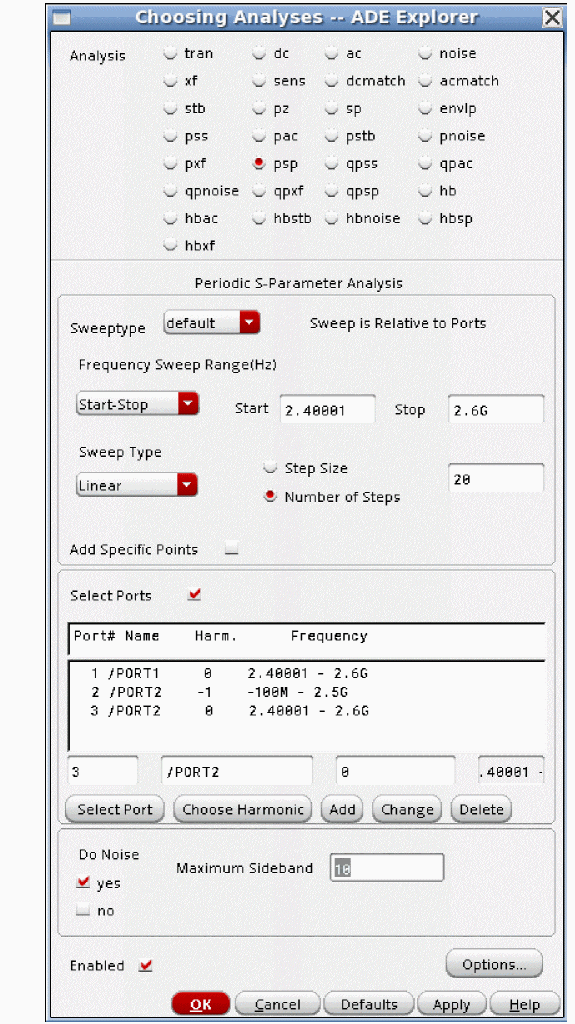 Choosing Analyses -- ADE Explorer
Analysis tran dc ac noise
xf sens dcmatch acmatch
stb pz sp envlp
pss pac pstb pnoise
pxf psp qpss qpac
qpnoise qpxf qpsp hb
hbac hbstb hbnoise hbsp
hbxf
Periodic S-Parameter Analysis
Sweeptype default Sweep is Relative to Ports
Frequency Sweep Range(Hz)
Start-Stop Start 2.40001 Stop 2.6G
Sweep Type
Linear
Step Size
Number of Steps
20
Add Specific Points
Select Ports
Port# Name Harm. Frequency
1 /PORT1 0 2.40001 - 2.6G
2 /PORT2 -1 -100M - 2.5G
3 /PORT2 0 2.40001 - 2.6G
3 /PORT2 0 .40001 -
Select Port Choose Harmonic Add Change Delete
Do Noise
yes
no
Maximum Sideband 10
Enabled
Options...
OK Cancel Defaults Apply Help